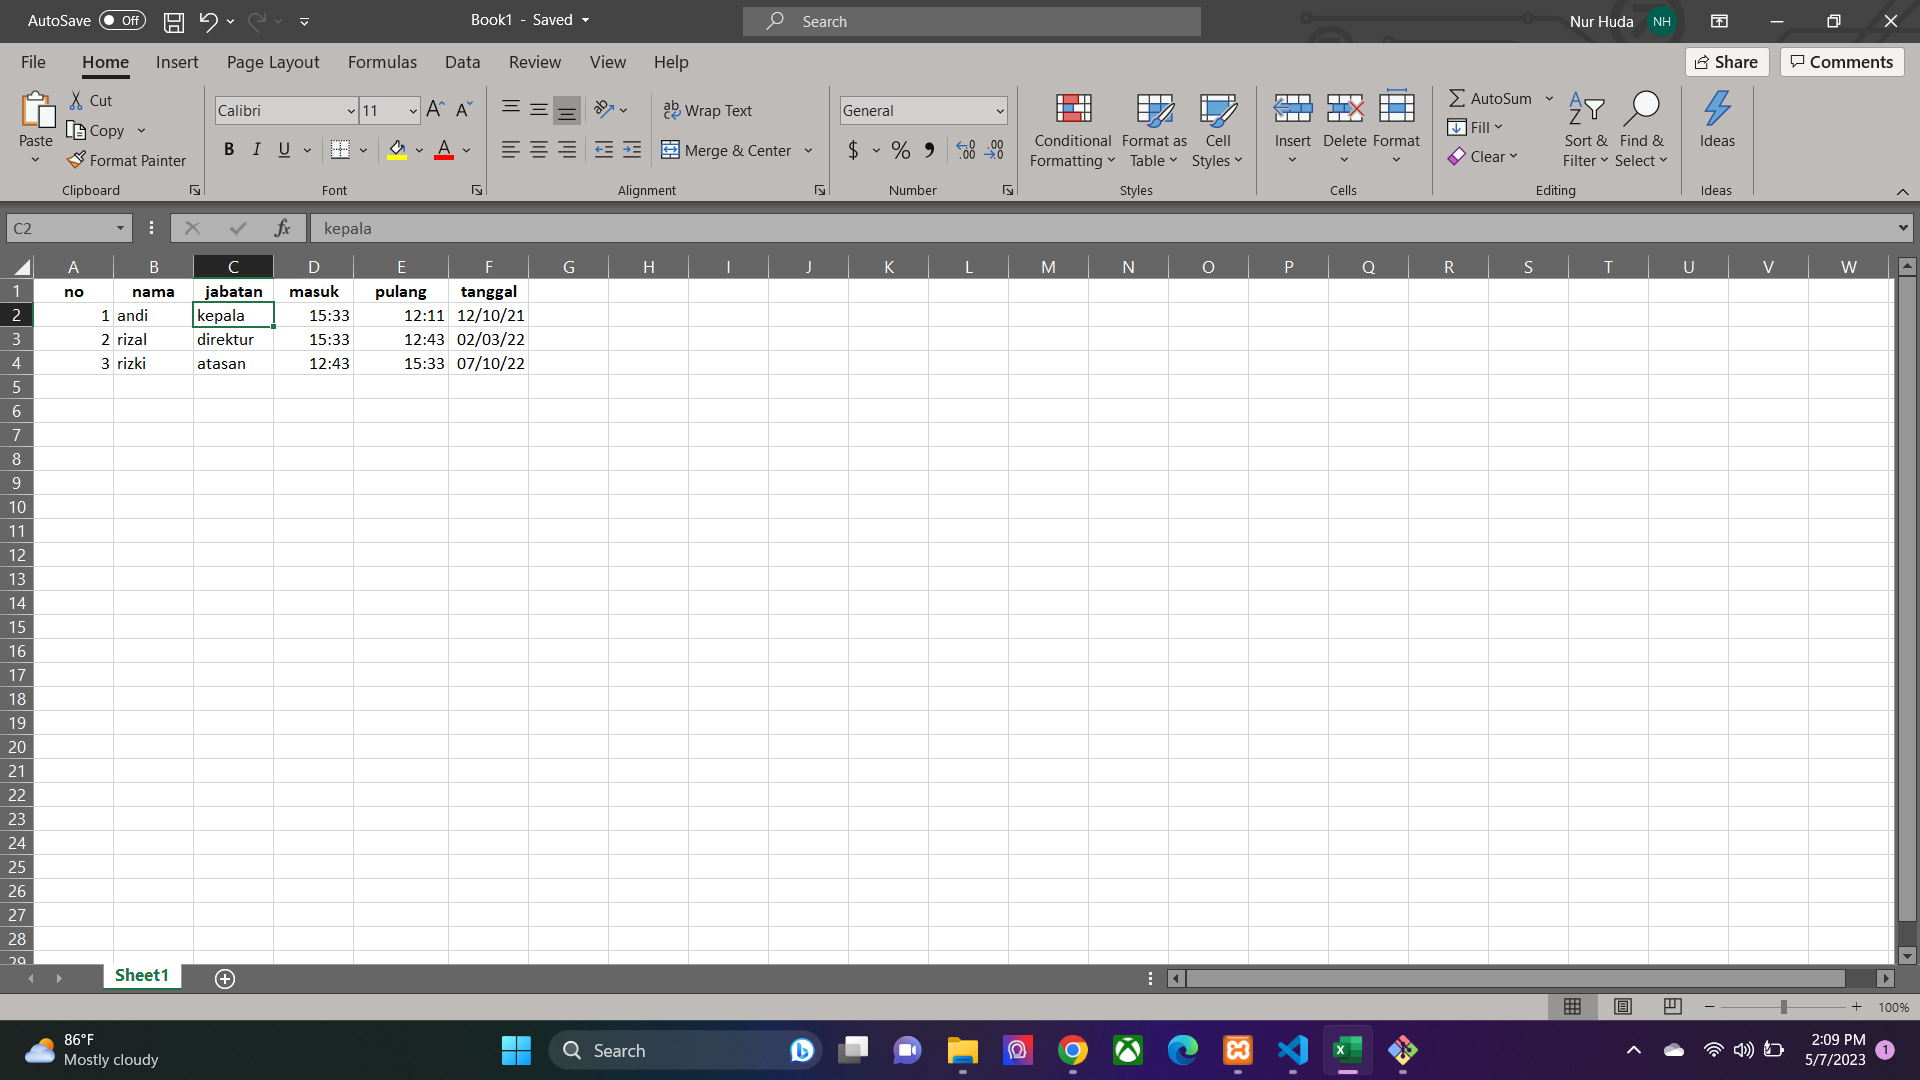 AutoSave Off Book1 - Saved Search Nur Huda NH
File Home Insert Page Layout Formulas Data Review View Help Share Comments
Paste Cut Copy Format Painter Clipboard
Calibri 11 B I U A Font
Wrap Text Merge & Center Alignment
General $ % Number
Conditional Formatting Format as Table Cell Styles Styles
Insert Delete Format Cells
AutoSum Fill Clear Sort & Filter Find & Select Editing
Ideas Ideas
C2 fx kepala
A B C D E F G H I J K L M N O P Q R S T U V W
1 no nama jabatan masuk pulang tanggal
2 1 andi kepala 15:33 12:11 12/10/21
3 2 rizal direktur 15:33 12:43 02/03/22
4 3 rizki atasan 12:43 15:33 07/10/22
5
6
7
8
9
10
11
12
13
14
15
16
17
18
19
20
21
22
23
24
25
26
27
28
29
Sheet1
100%
86°F
Mostly cloudy
Search
2:09 PM
5/7/2023
1